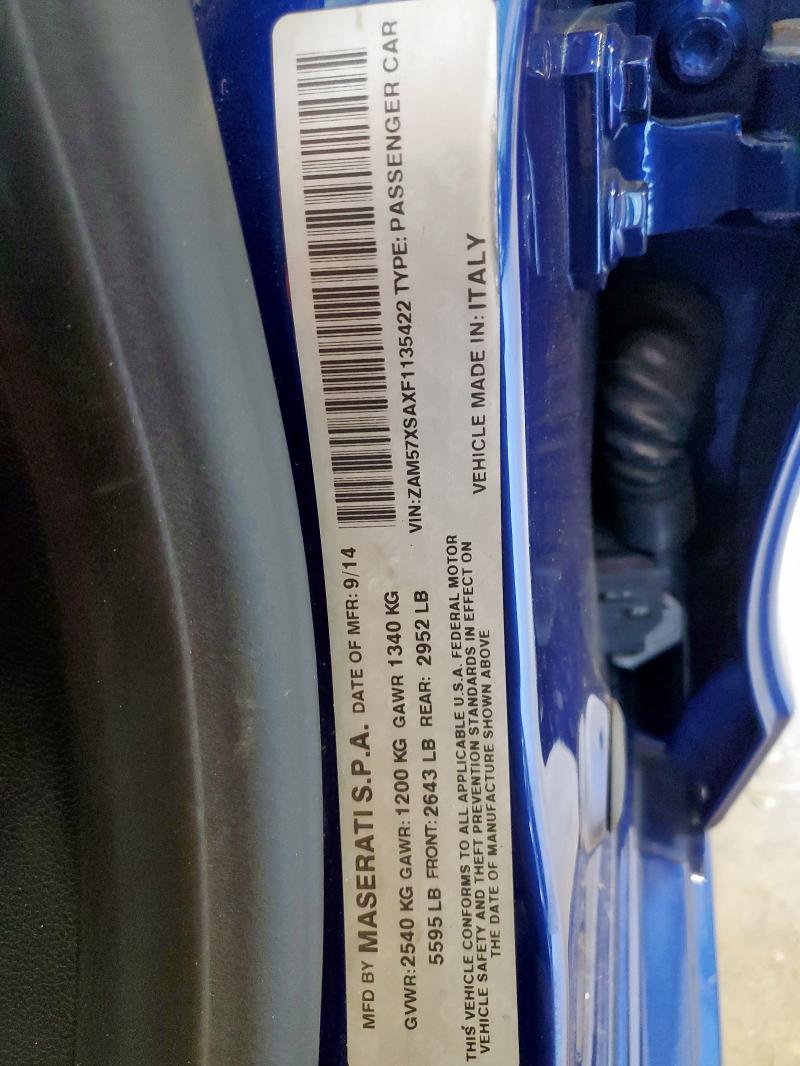 MFD BY MASERATI S.P.A. DATE OF MFR: 9/14
GVWR: 2540 KG GAWR: 1200 KG GAWR 1340 KG
5595 LB FRONT: 2643 LB REAR: 2952 LB
VIN: ZAM57XSAXF1135422 TYPE: PASSENGER CAR
THIS VEHICLE CONFORMS TO ALL APPLICABLE U.S.A. FEDERAL MOTOR
VEHICLE SAFETY AND THEFT PREVENTION STANDARDS IN EFFECT ON
THE DATE OF MANUFACTURE SHOWN ABOVE
VEHICLE MADE IN: ITALY